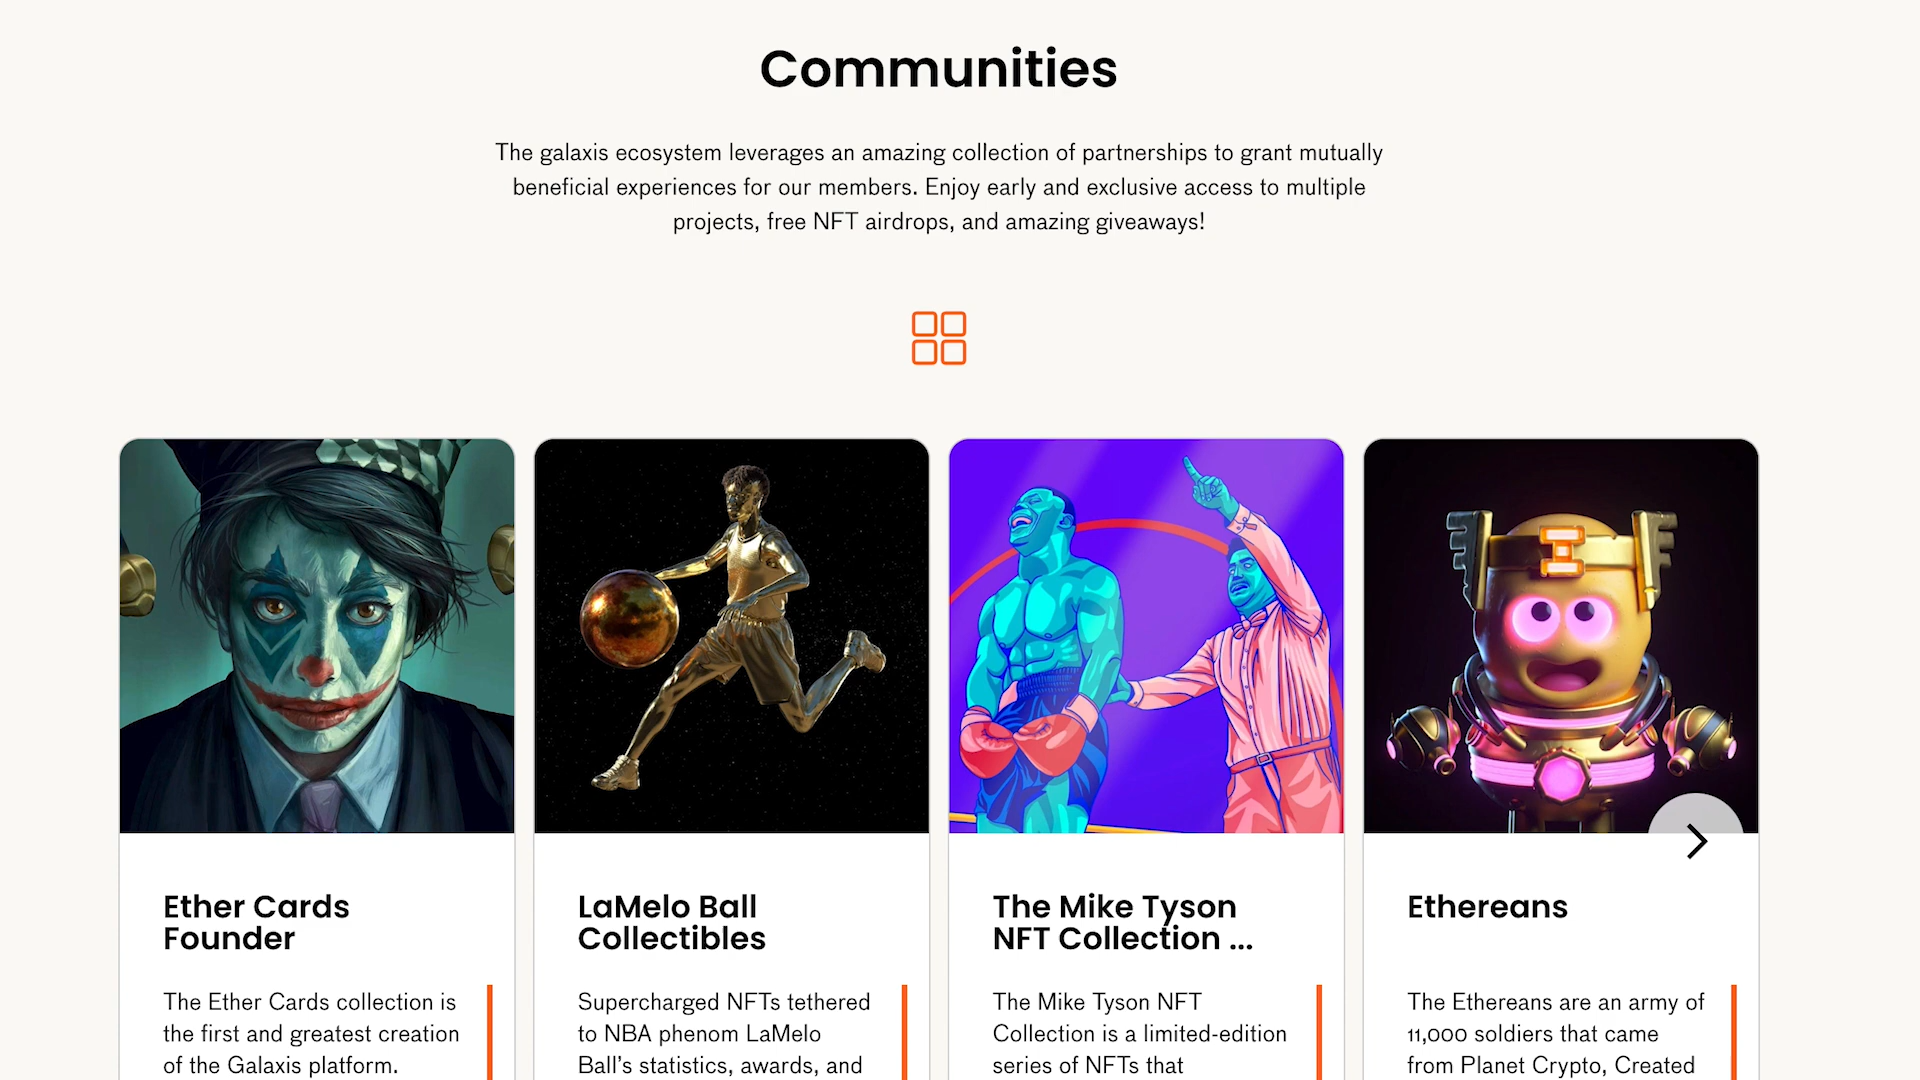 Communities
The galaxis ecosystem leverages an amazing collection of partnerships to grant mutually
beneficial experiences for our members. Enjoy early and exclusive access to multiple
projects, free NFT airdrops, and amazing giveaways!
Ether Cards
Founder
The Ether Cards collection is
the first and greatest creation
of the Galaxis platform.
LaMelo Ball
Collectibles
Supercharged NFTs tethered
to NBA phenom LaMelo
Ball’s statistics, awards, and
The Mike Tyson
NFT Collection ...
The Mike Tyson NFT
Collection is a limited-edition
series of NFTs that
Ethereans
The Ethereans are an army of
11,000 soldiers that came
from Planet Crypto, Created